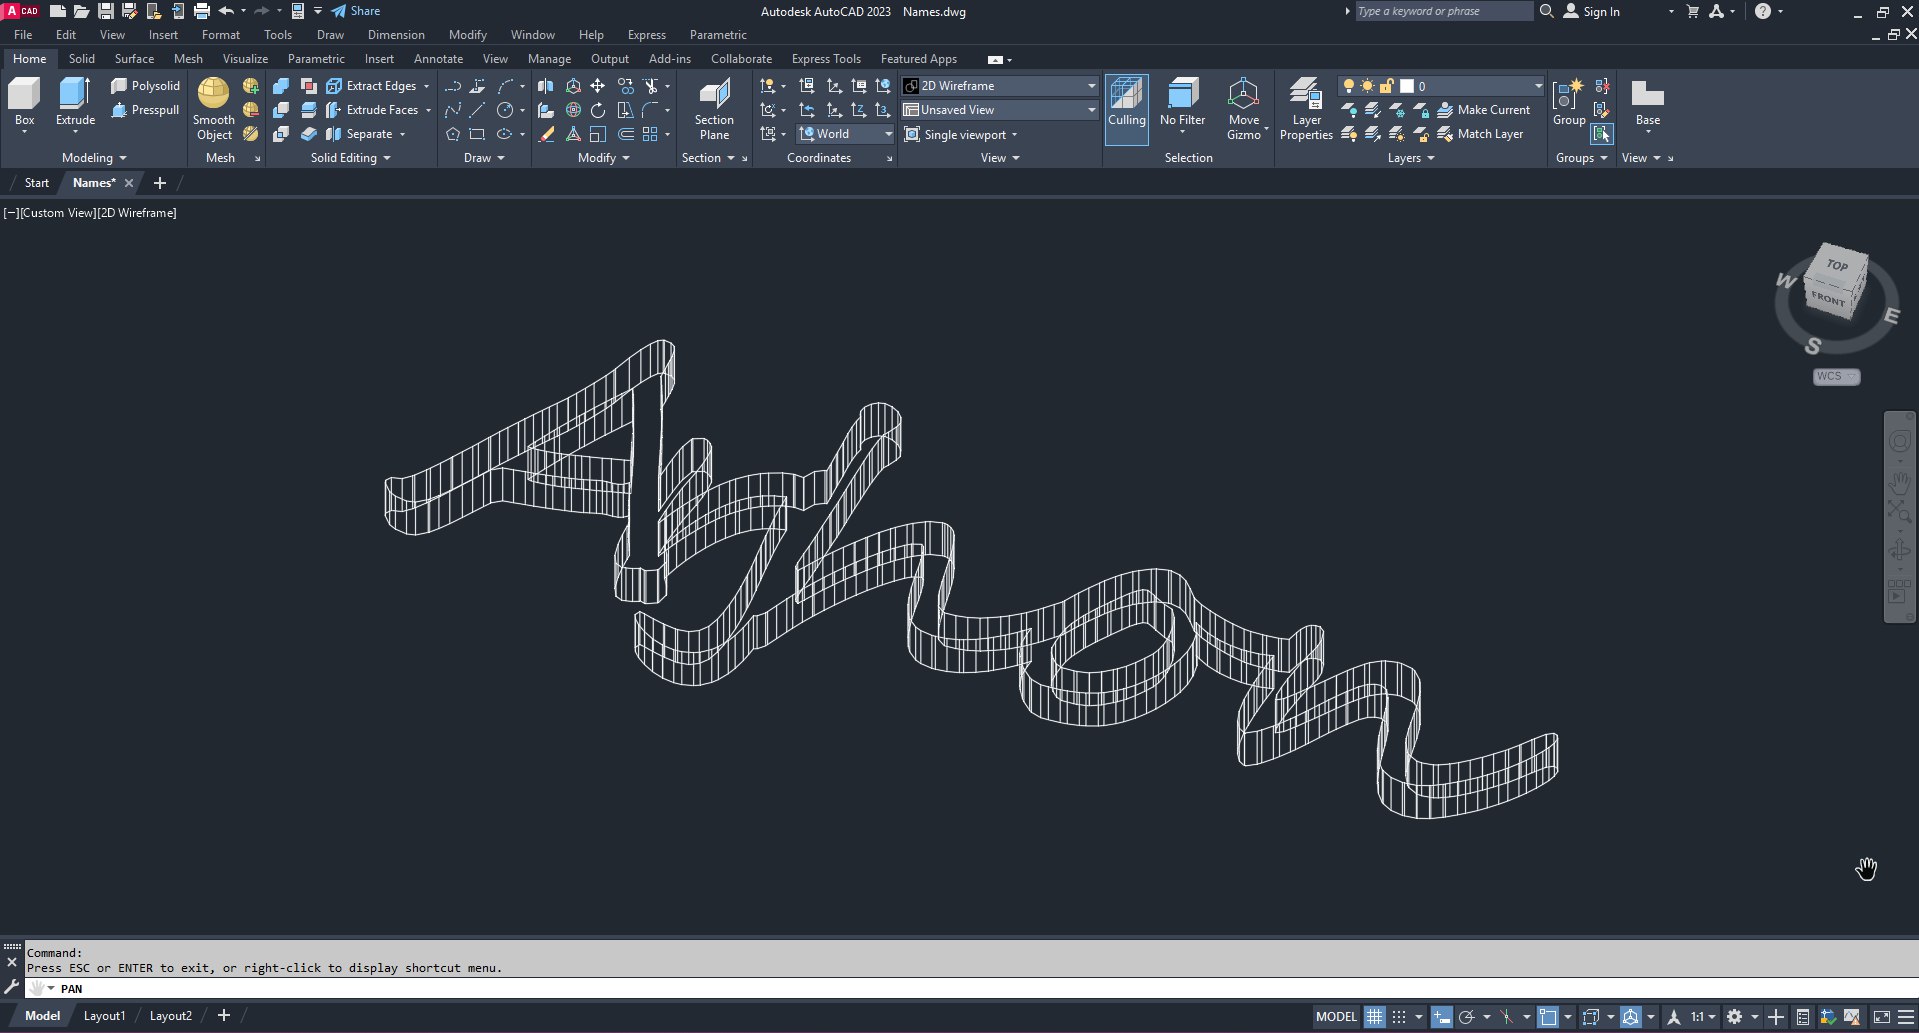 A CAD Share Autodesk AutoCAD 2023 Names.dwg Type a keyword or phrase Sign In
File Edit View Insert Format Tools Draw Dimension Modify Window Help Express Parametric
Home Solid Surface Mesh Visualize Parametric Insert Annotate View Manage Output Add-ins Collaborate Express Tools Featured Apps
Polysolid Extract Edges 2D Wireframe 0
Presspull Extrude Faces Unsaved View Make Current
Box Extrude Smooth Object Section Plane Culling No Filter Move Gizmo Layer Properties Group Base
Separate World Single viewport Match Layer
Modeling Mesh Solid Editing Draw Modify Section Coordinates View Selection Layers Groups View
Start Names*
[−][Custom View][2D Wireframe]
TOP
FRONT
W
E
S
WCS
Command:
Press ESC or ENTER to exit, or right-click to display shortcut menu.
PAN
Model Layout1 Layout2 MODEL 1:1